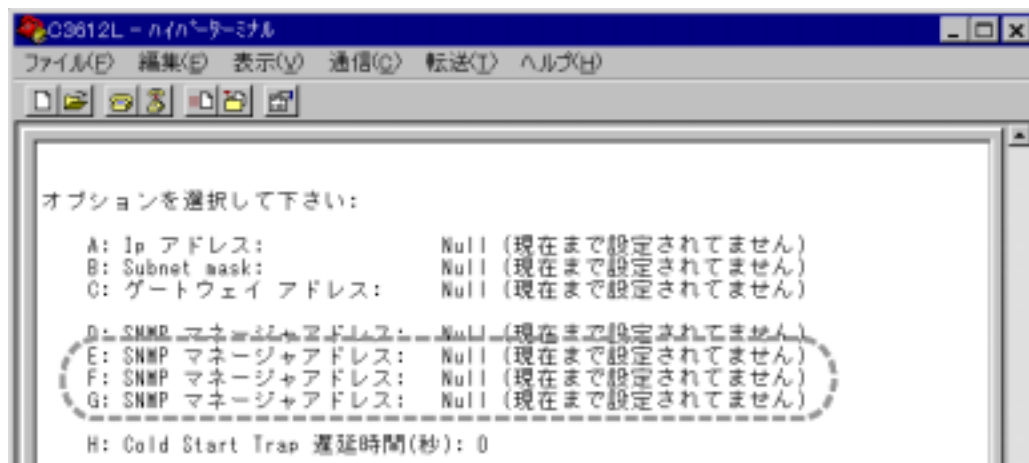 C3612L - ﾊｲﾊﾟｰﾀｰﾐﾅﾙ
ファイル(F) 編集(E) 表示(V) 通信(C) 転送(T) ヘルプ(H)
オプションを選択して下さい:
A: Ip アドレス: Null (現在まで設定されてません)
B: Subnet mask: Null (現在まで設定されてません)
C: ゲートウェイ アドレス: Null (現在まで設定されてません)
D: SNMP マネージャアドレス: Null (現在まで設定されてません)
E: SNMP マネージャアドレス: Null (現在まで設定されてません)
F: SNMP マネージャアドレス: Null (現在まで設定されてません)
G: SNMP マネージャアドレス: Null (現在まで設定されてません)
H: Cold Start Trap 遅延時間(秒): 0